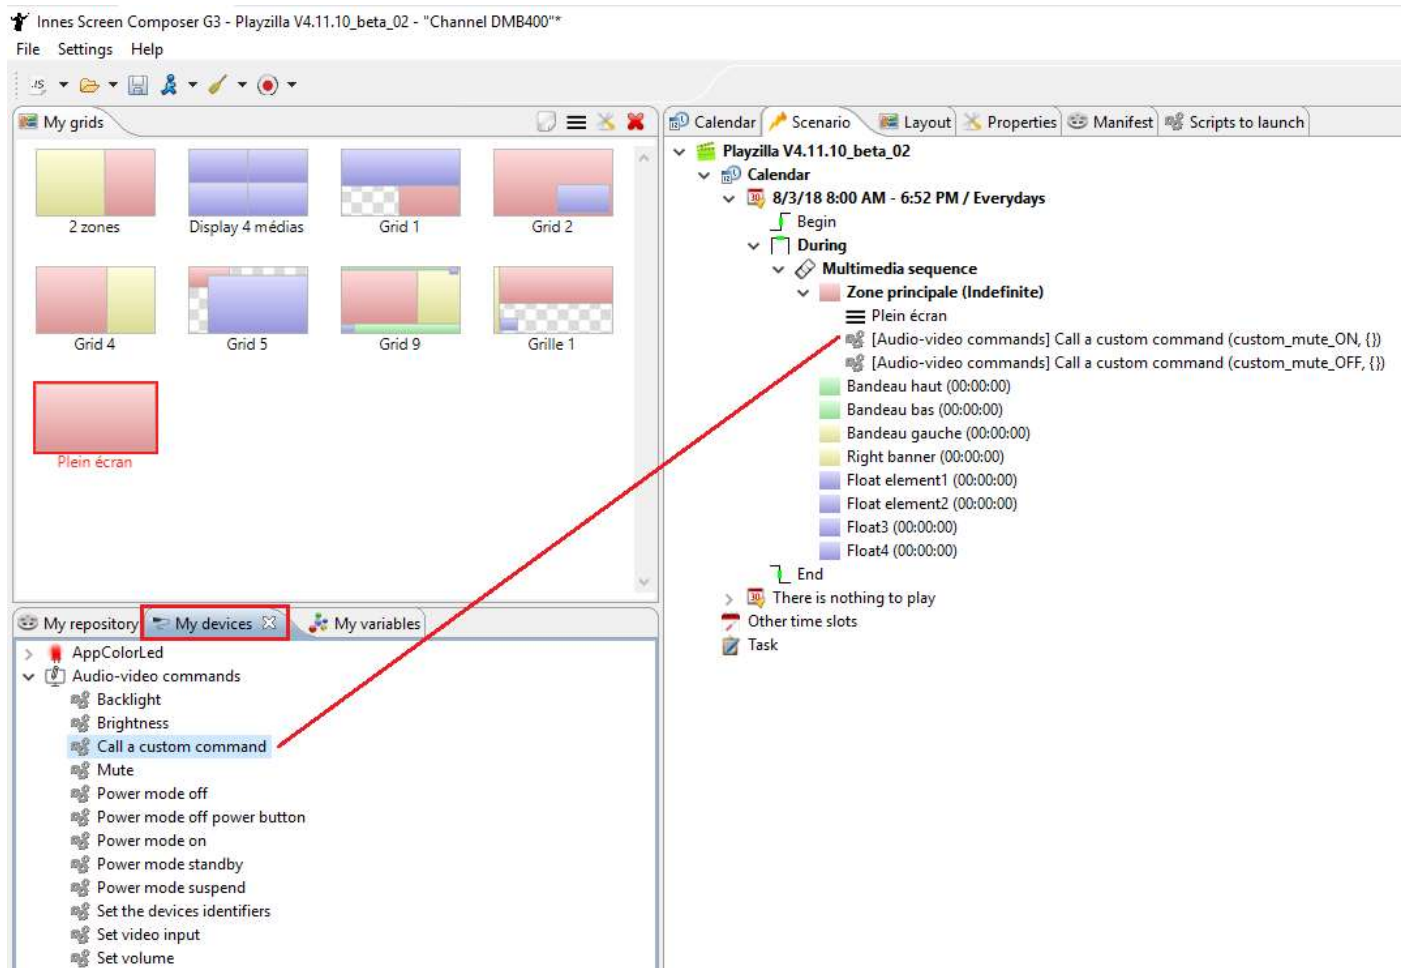 Innes Screen Composer G3 - Playzilla V4.11.10_beta_02 - "Channel DMB400"*
File Settings Help
My grids
2 zones Display 4 médias Grid 1 Grid 2
Grid 4 Grid 5 Grid 9 Grille 1
Plein écran
My repository My devices My variables
AppColorLed
Audio-video commands
Backlight
Brightness
Call a custom command
Mute
Power mode off
Power mode off power button
Power mode on
Power mode standby
Power mode suspend
Set the devices identifiers
Set video input
Set volume
Calendar Scenario Layout Properties Manifest Scripts to launch
Playzilla V4.11.10_beta_02
Calendar
8/3/18 8:00 AM - 6:52 PM / Everydays
Begin
During
Multimedia sequence
Zone principale (Indefinite)
Plein écran
[Audio-video commands] Call a custom command (custom_mute_ON, {})
[Audio-video commands] Call a custom command (custom_mute_OFF, {})
Bandeau haut (00:00:00)
Bandeau bas (00:00:00)
Bandeau gauche (00:00:00)
Right banner (00:00:00)
Float element1 (00:00:00)
Float element2 (00:00:00)
Float3 (00:00:00)
Float4 (00:00:00)
End
There is nothing to play
Other time slots
Task